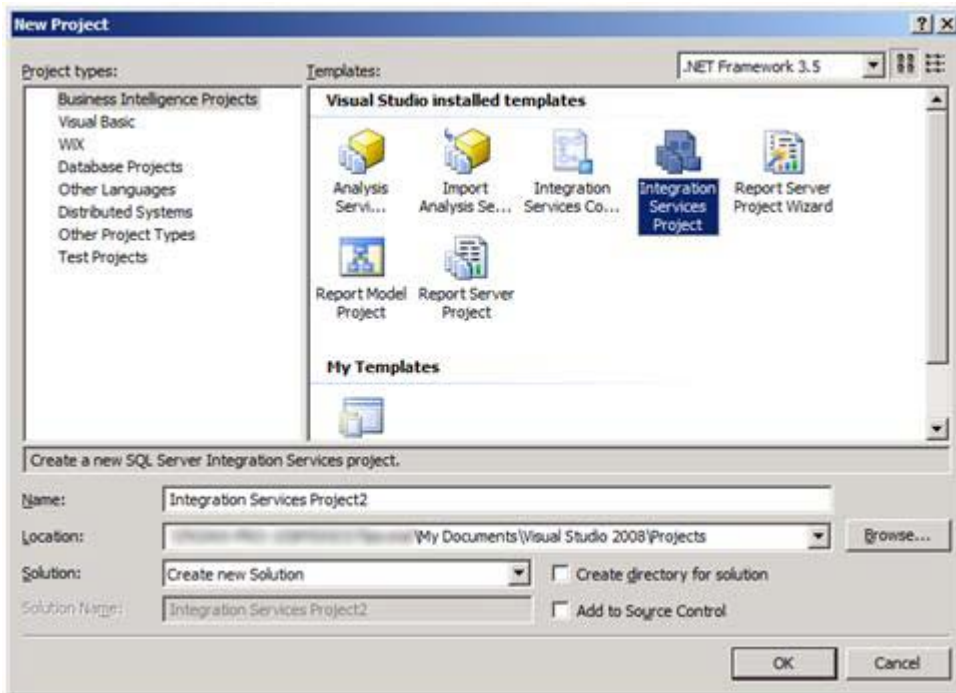 New Project
Project types:
Templates:
.NET Framework 3.5
Business Intelligence Projects
Visual Basic
WiX
Database Projects
Other Languages
Distributed Systems
Other Project Types
Test Projects
Visual Studio installed templates
Analysis
Servi...
Import
Analysis Se...
Integration
Services Co...
Integration
Services
Project
Report Server
Project Wizard
Report Model
Project
Report Server
Project
My Templates
Create a new SQL Server Integration Services project.
Name:
Integration Services Project2
Location:
\My Documents\Visual Studio 2008\Projects
Browse...
Solution:
Create new Solution
Create directory for solution
Solution Name:
Integration Services Project2
Add to Source Control
OK
Cancel